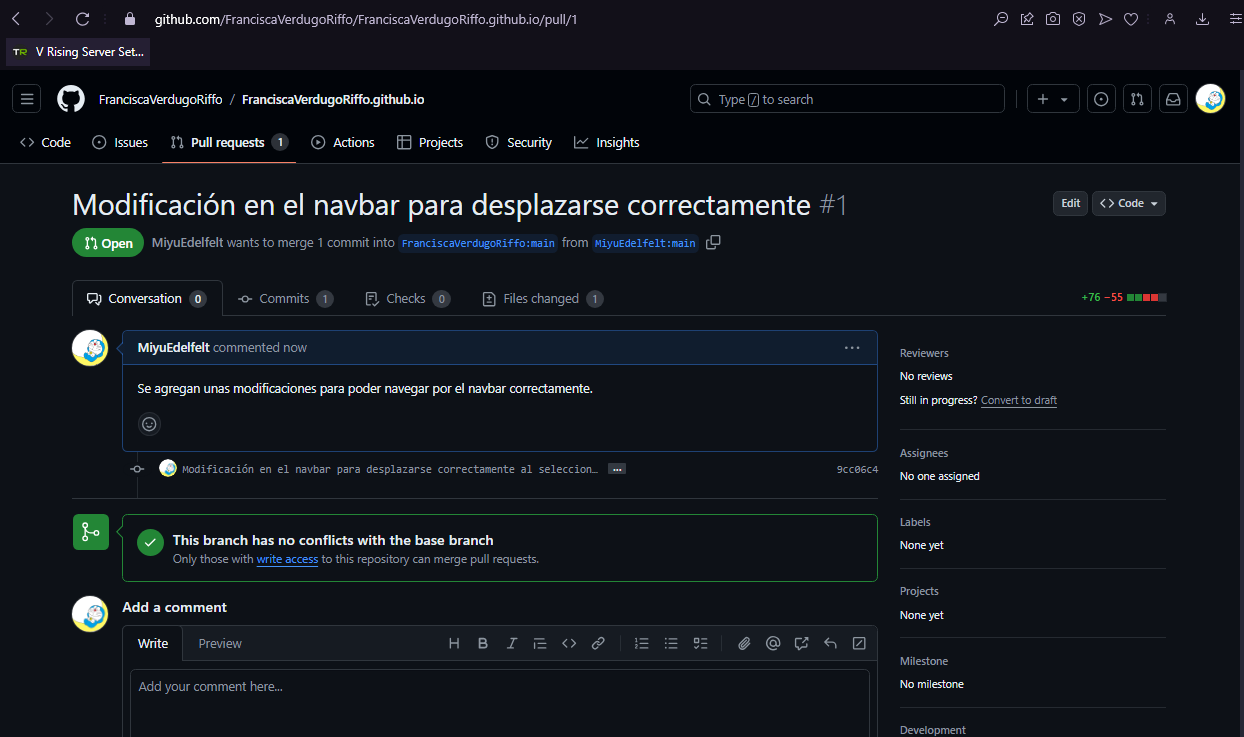 github.com/FranciscaVerdugoRiffo/FranciscaVerdugoRiffo.github.io/pull/1
TR V Rising Server Set...
FranciscaVerdugoRiffo / FranciscaVerdugoRiffo.github.io
Type / to search
Code Issues Pull requests 1 Actions Projects Security Insights
Modificación en el navbar para desplazarse correctamente #1
Edit <> Code
Open MiyuEdelfelt wants to merge 1 commit into FranciscaVerdugoRiffo:main from MiyuEdelfelt:main
Conversation 0 Commits 1 Checks 0 Files changed 1
+76 −55
MiyuEdelfelt commented now
Se agregan unas modificaciones para poder navegar por el navbar correctamente.
Modificación en el navbar para desplazarse correctamente al seleccion… ...
9cc06c4
This branch has no conflicts with the base branch
Only those with write access to this repository can merge pull requests.
Add a comment
Write Preview
H B I
Add your comment here...
Reviewers
No reviews
Still in progress? Convert to draft
Assignees
No one assigned
Labels
None yet
Projects
None yet
Milestone
No milestone
Development